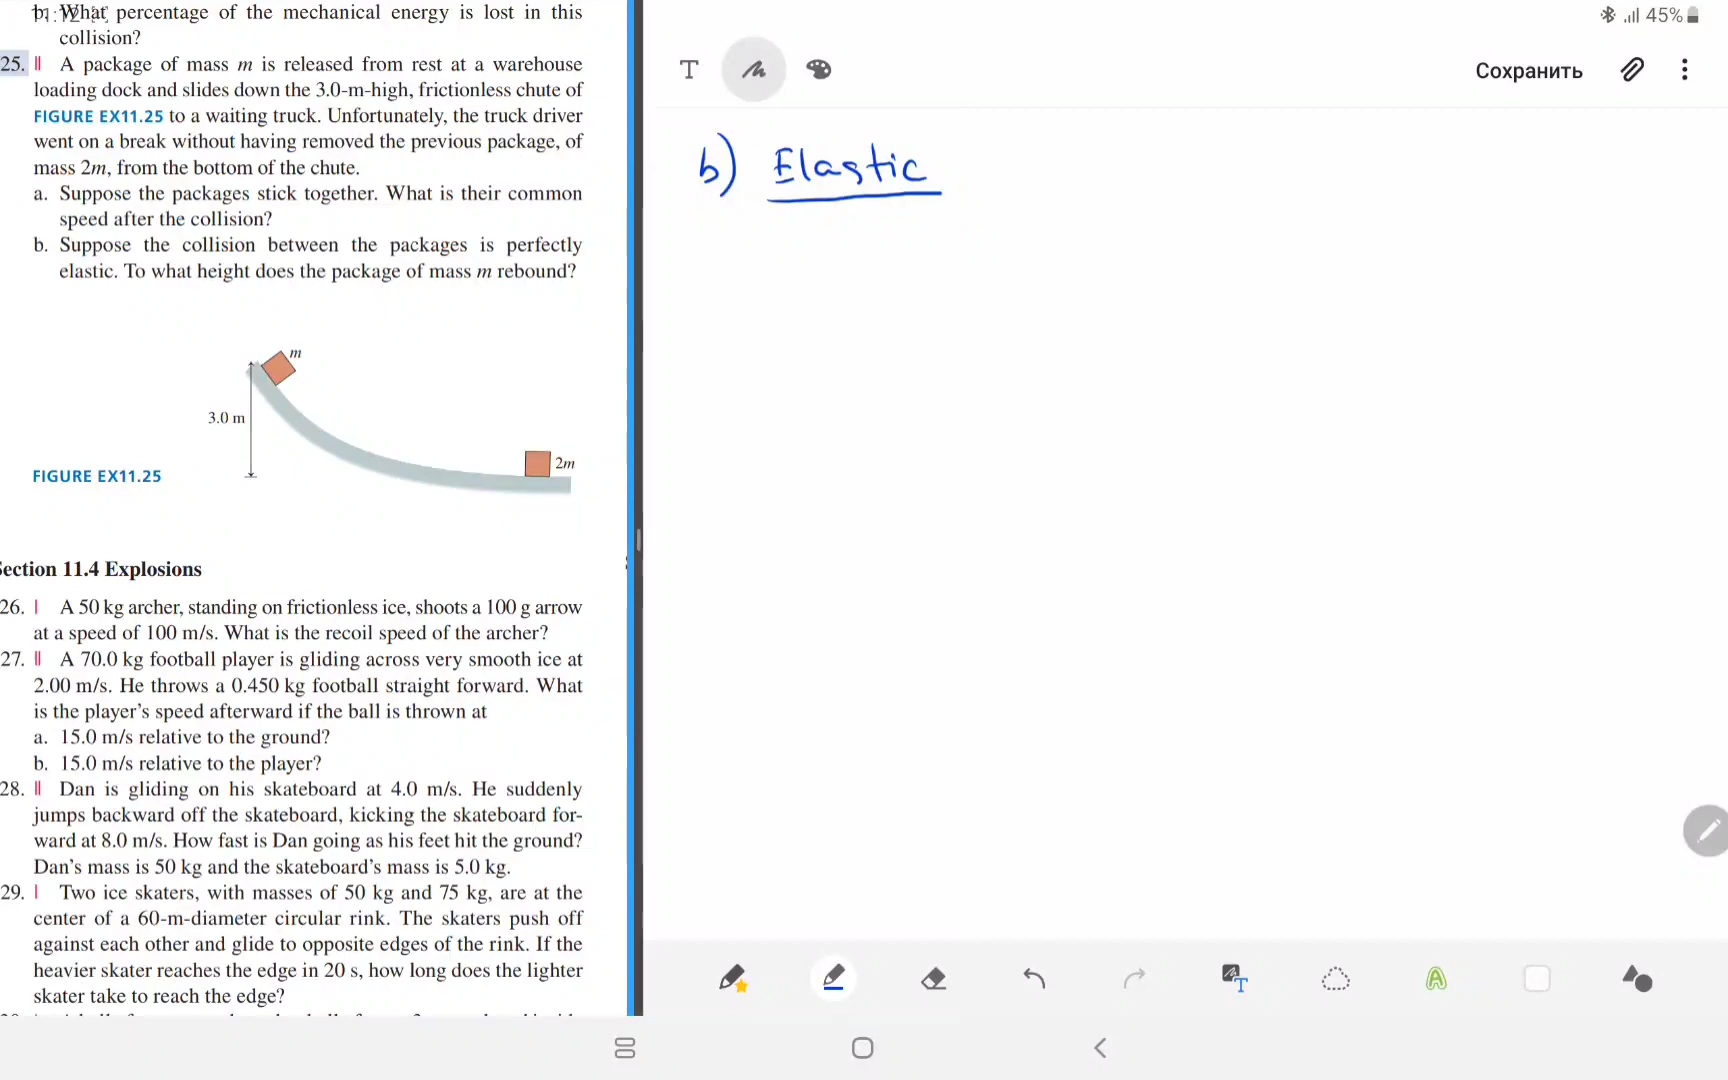 b. What percentage of the mechanical energy is lost in this
collision?
25. || A package of mass m is released from rest at a warehouse
loading dock and slides down the 3.0-m-high, frictionless chute of
FIGURE EX11.25 to a waiting truck. Unfortunately, the truck driver
went on a break without having removed the previous package, of
mass 2m, from the bottom of the chute.
a. Suppose the packages stick together. What is their common
speed after the collision?
b. Suppose the collision between the packages is perfectly
elastic. To what height does the package of mass m rebound?
m
3.0 m
2m
FIGURE EX11.25
Section 11.4 Explosions
26. | A 50 kg archer, standing on frictionless ice, shoots a 100 g arrow
at a speed of 100 m/s. What is the recoil speed of the archer?
27. || A 70.0 kg football player is gliding across very smooth ice at
2.00 m/s. He throws a 0.450 kg football straight forward. What
is the player's speed afterward if the ball is thrown at
a. 15.0 m/s relative to the ground?
b. 15.0 m/s relative to the player?
28. || Dan is gliding on his skateboard at 4.0 m/s. He suddenly
jumps backward off the skateboard, kicking the skateboard for-
ward at 8.0 m/s. How fast is Dan going as his feet hit the ground?
Dan's mass is 50 kg and the skateboard's mass is 5.0 kg.
29. | Two ice skaters, with masses of 50 kg and 75 kg, are at the
center of a 60-m-diameter circular rink. The skaters push off
against each other and glide to opposite edges of the rink. If the
heavier skater reaches the edge in 20 s, how long does the lighter
skater take to reach the edge?
45%
T
Сохранить
b) Elastic